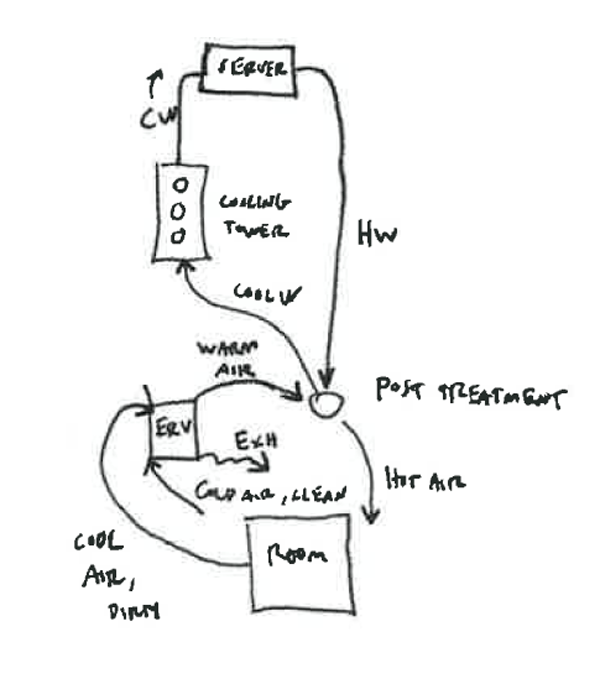 SERVER
CW
COOLING
TOWER
HW
COOL W
WARM
AIR
POST TREATMENT
ERV
EXH
HOT AIR
COLD AIR, CLEAN
COOL
AIR,
DIRTY
ROOM